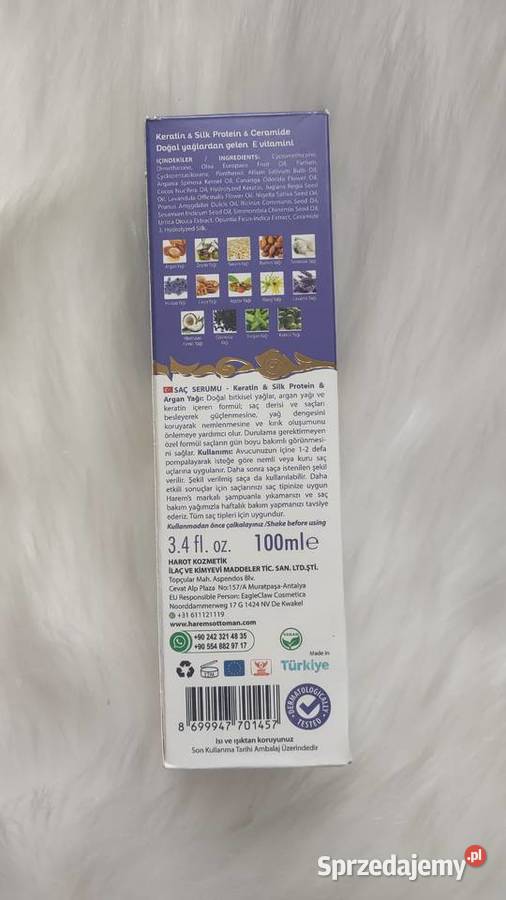 Keratin & Silk Protein & Ceramide
Doğal yağlardan gelen E vitamini
İÇİNDEKİLER / INGREDIENTS: Cyclomethicone,
Dimethicone, Olea Europaea Fruit Oil, Parfum,
Cyclopentasiloxane, Panthenol, Allium Sativum Bulb Oil,
Argania Spinosa Kernel Oil, Cananga Odorata Flower Oil,
Cocos Nucifera Oil, Hydrolyzed Keratin, Juglans Regia Seed
Oil, Lavandula Officinalis Flower Oil, Nigella Sativa Seed Oil,
Prunus Amygdalus Dulcis Oil, Ricinus Communis Seed Oil,
Sesamum Indicum Seed Oil, Simmondsia Chinensis Seed Oil,
Urtica Dioica Extract, Opuntia Ficus-Indica Extract, Ceramide
3, Hydrolyzed Silk.
Argan Yağı
SAÇ SERUMU - Keratin & Silk Protein &
Argan Yağı: Doğal bitkisel yağlar, argan yağı ve
keratin içeren formül; saç derisi ve saçları
besleyerek güçlenmesine, yağ dengesini
koruyarak nemlenmesine ve kırık oluşumunu
önlemeye yardımcı olur. Durulama gerektirmeyen
özel formül saçların gün boyu bakımlı görünmesi-
ni sağlar. Kullanımı: Avucunuzun içine 1-2 defa
pompalayarak isteğe göre nemli veya kuru saç
uçlarına uygulanır. Daha sonra saça istenilen şekil
verilir. Şekil verilmiş saça da kullanılabilir. Daha
etkili sonuçlar için saçlarınızı saç tipinize uygun
Harem's markalı şampuanla yıkamanızı ve saç
bakım yağımızla haftalık bakım yapmanızı tavsiye
ederiz. Tüm saç tipleri için uygundur.
Kullanmadan önce çalkalayınız /Shake before using
3.4 fl. oz. 100ml e
HAROT KOZMETİK
İLAÇ VE KİMYEVİ MADDELER TİC. SAN. LTD.ŞTİ.
Topçular Mah. Aspendos Blv.
Cevat Alp Plaza No:157/A Muratpaşa-Antalya
EU Responsible Person: EagleClaw Cosmetica
Noorddammerweg 17 G 1424 NV De Kwakel
+31 611121119
www.haremsottoman.com
+90 242 321 48 35
+90 554 882 97 17
VEGAN
Made in
Türkiye
8 699947 701457
DERMATOLOGICALLY
TESTED
Isı ve ışıktan koruyunuz
Son Kullanma Tarihi Ambalaj Üzerindedir
Sprzedajemy.pl